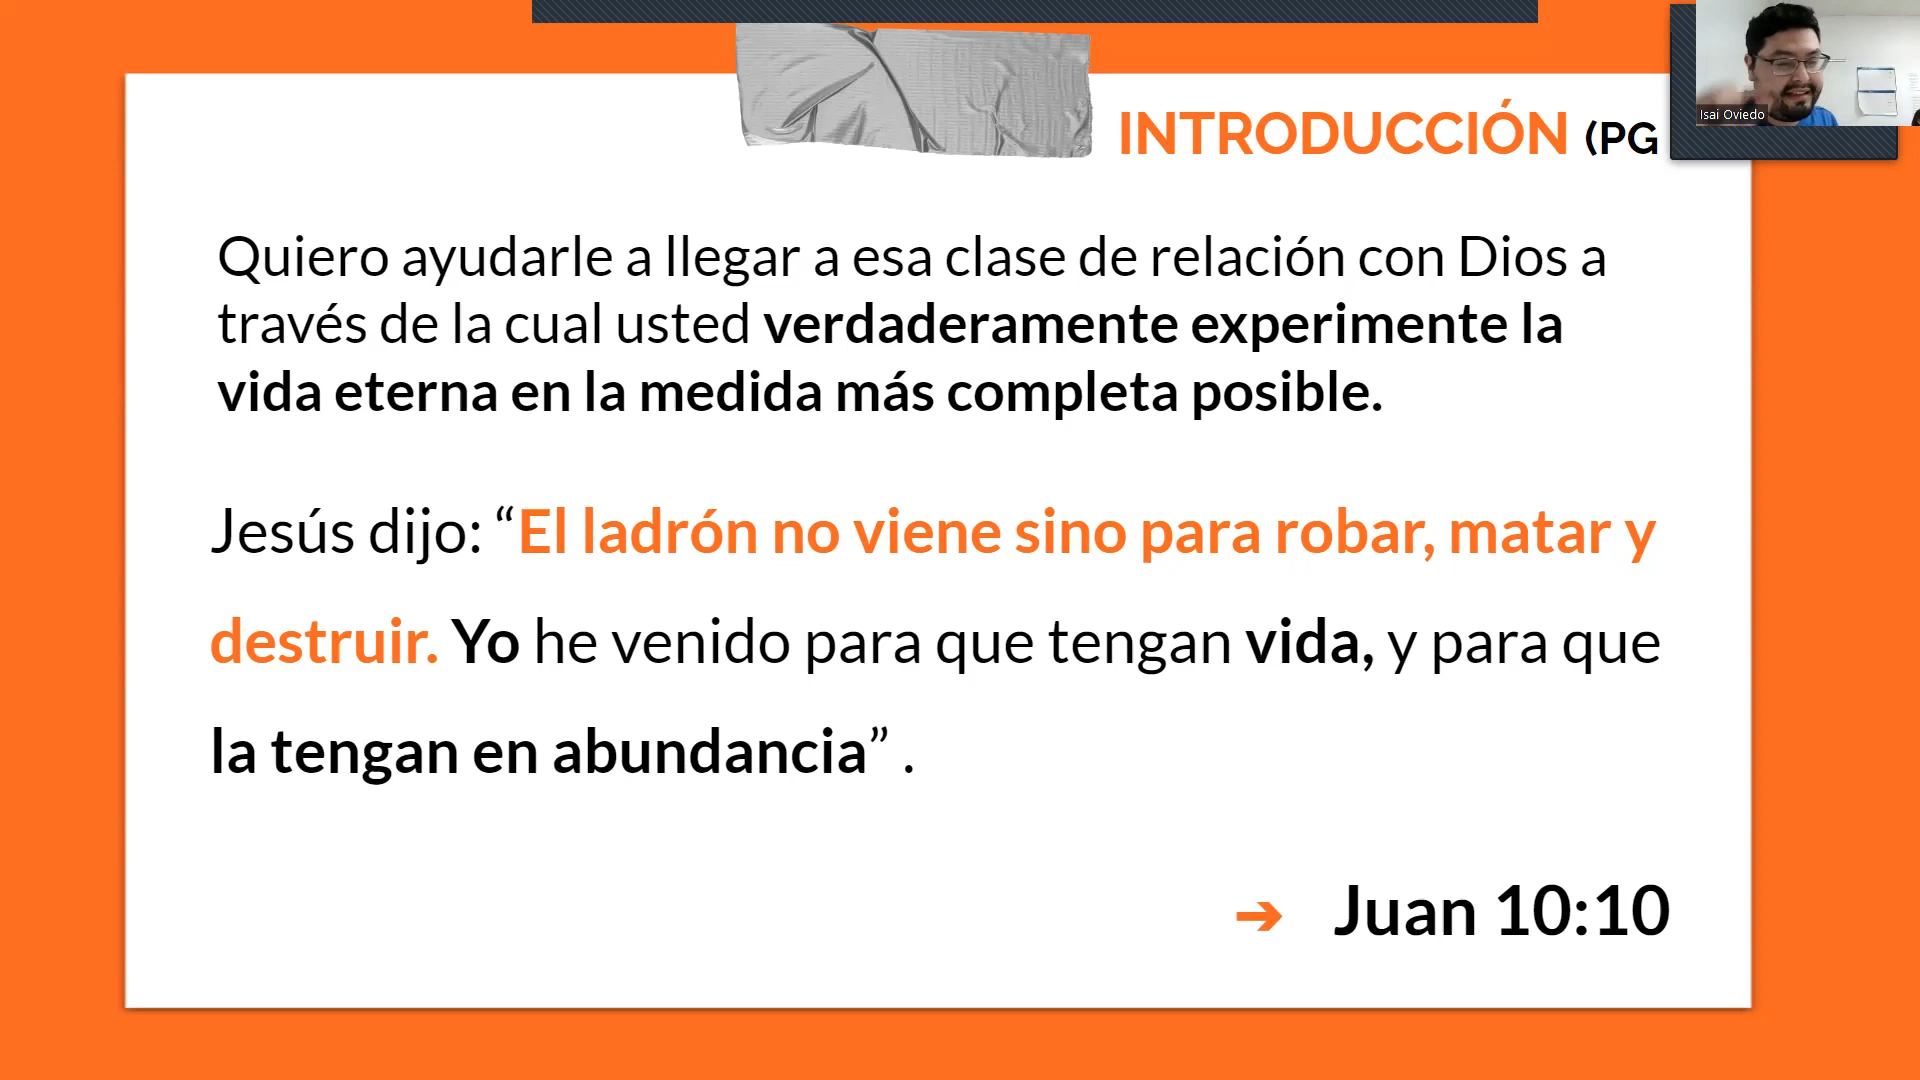 INTRODUCCIÓN (PG
Isai Oviedo
Quiero ayudarle a llegar a esa clase de relación con Dios a
través de la cual usted verdaderamente experimente la
vida eterna en la medida más completa posible.
Jesús dijo: “El ladrón no viene sino para robar, matar y
destruir. Yo he venido para que tengan vida, y para que
la tengan en abundancia” .
➔ Juan 10:10